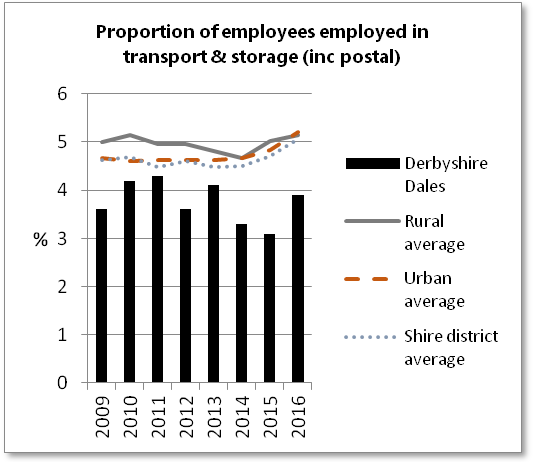 Proportion of employees employed in
transport & storage (inc postal)
6
5
4
3
2
1
0
%
2009
2010
2011
2012
2013
2014
2015
2016
Derbyshire
Dales
Rural
average
Urban
average
Shire district
average